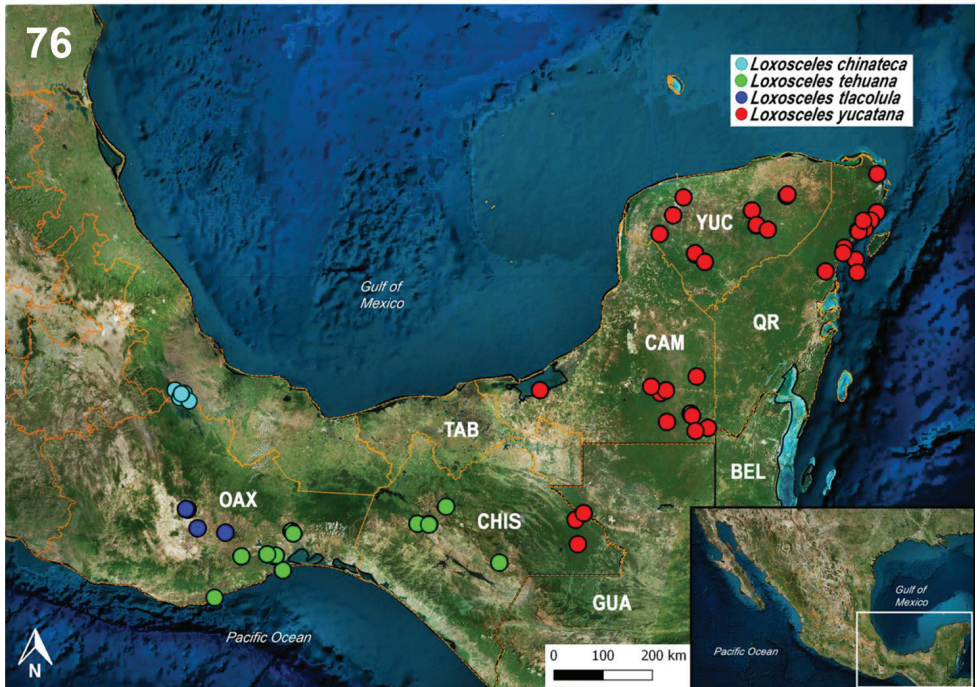 76
Loxosceles chinateca
Loxosceles tehuana
Loxosceles tlacolula
Loxosceles yucatana
YUC
Gulf of
Mexico
QR
CAM
TAB
BEL
OAX
CHIS
GUA
Pacific Ocean
N
0 100 200 km
Gulf of
Mexico
Pacific Ocean